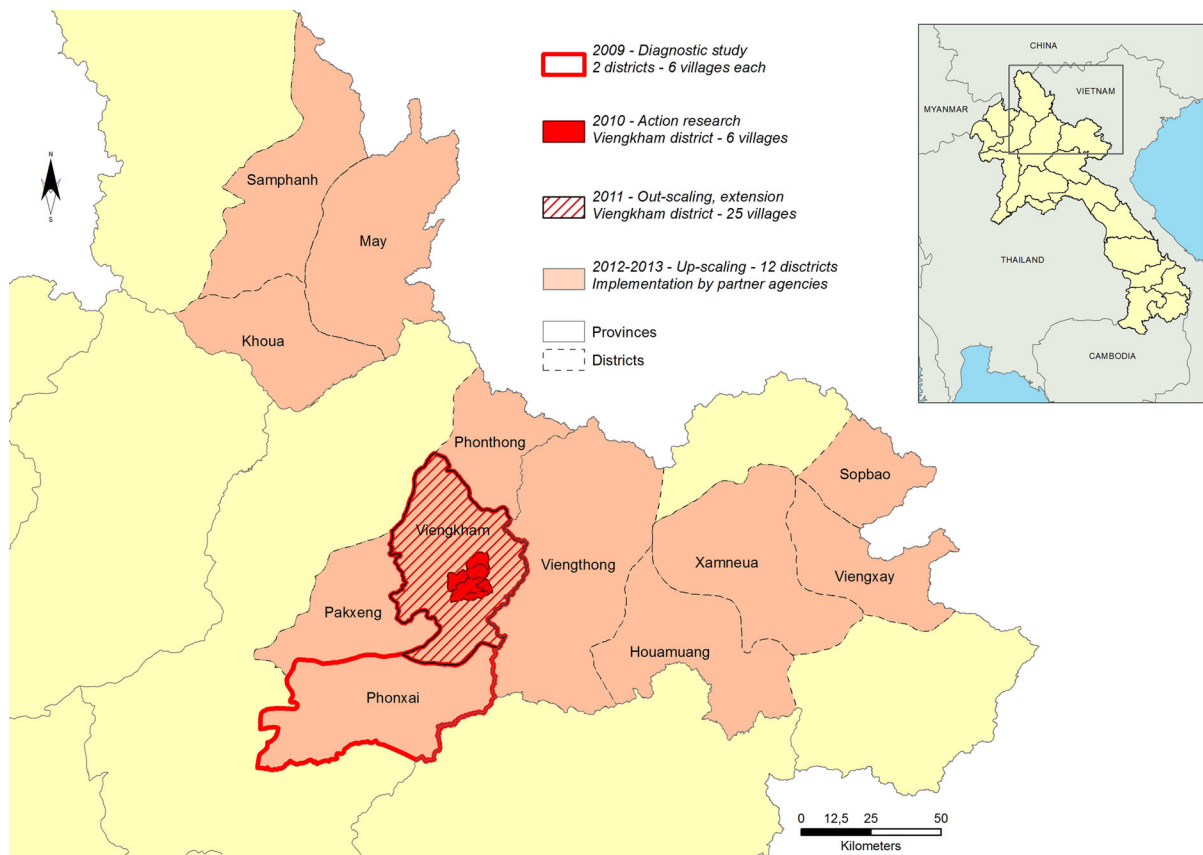 2009 - Diagnostic study
2 districts - 6 villages each
2010 - Action research
Viengkham district - 6 villages
2011 - Out-scaling, extension
Viengkham district - 25 villages
2012-2013 - Up-scaling - 12 disctricts
Implementation by partner agencies
Provinces
Districts
CHINA
VIETNAM
MYANMAR
THAILAND
CAMBODIA
N
S
Samphanh
May
Khoua
Phonthong
Viengkham
Viengthong
Xamneua
Sopbao
Viengxay
Pakxeng
Houamuang
Phonxai
0 12,5 25 50
Kilometers